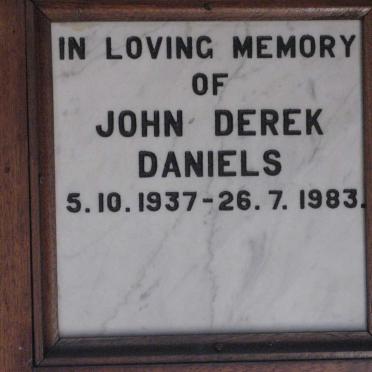 IN LOVING MEMORY
OF
JOHN DEREK
DANIELS
5.10.1937-26.7.1983.